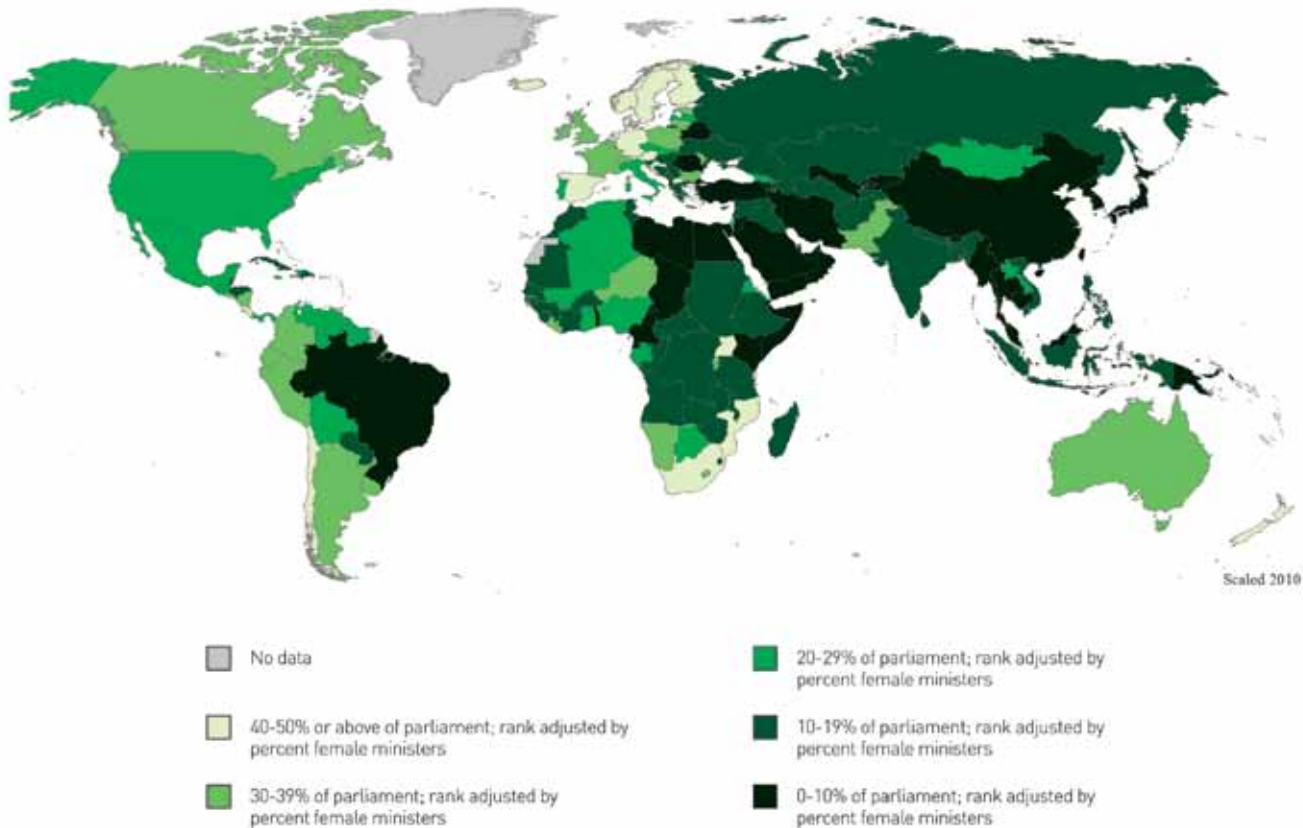 Scaled 2010
No data
40-50% or above of parliament; rank adjusted by
percent female ministers
30-39% of parliament; rank adjusted by
percent female ministers
20-29% of parliament; rank adjusted by
percent female ministers
10-19% of parliament; rank adjusted by
percent female ministers
0-10% of parliament; rank adjusted by
percent female ministers